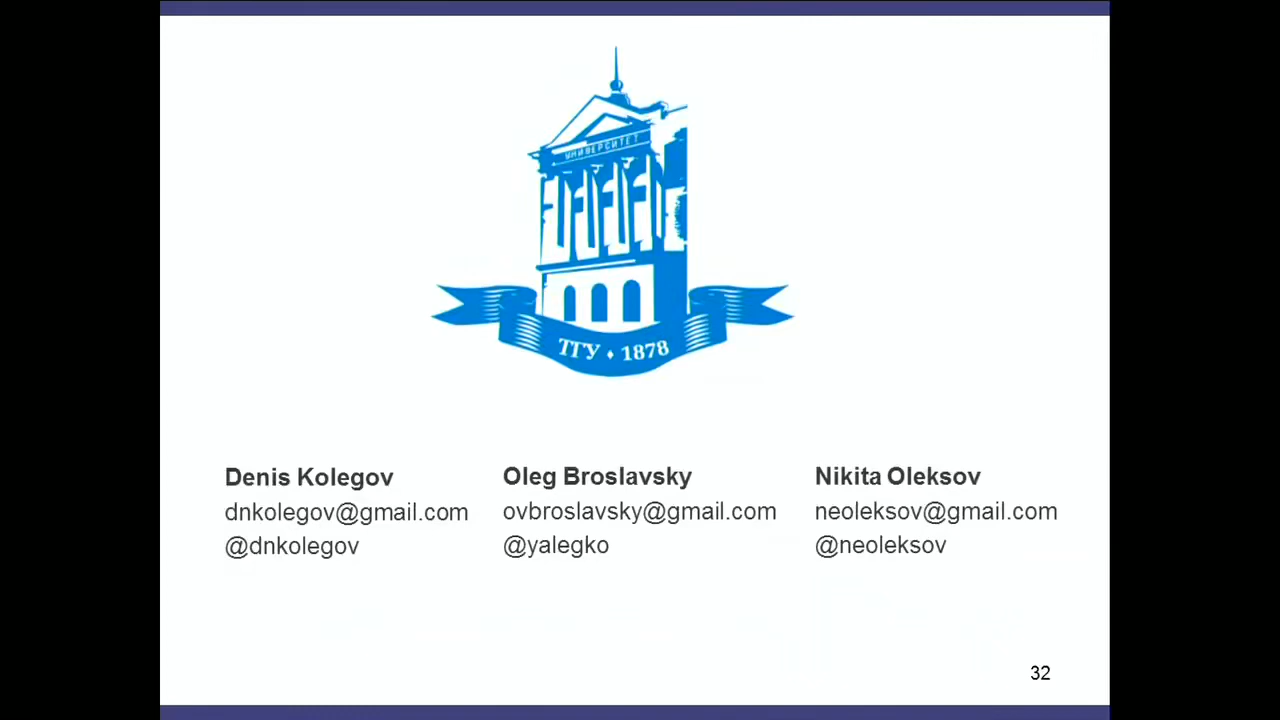 УНИВЕРСИТЕТ
ТГУ ♦ 1878
Denis Kolegov
dnkolegov@gmail.com
@dnkolegov
Oleg Broslavsky
ovbroslavsky@gmail.com
@yalegko
Nikita Oleksov
neoleksov@gmail.com
@neoleksov
32